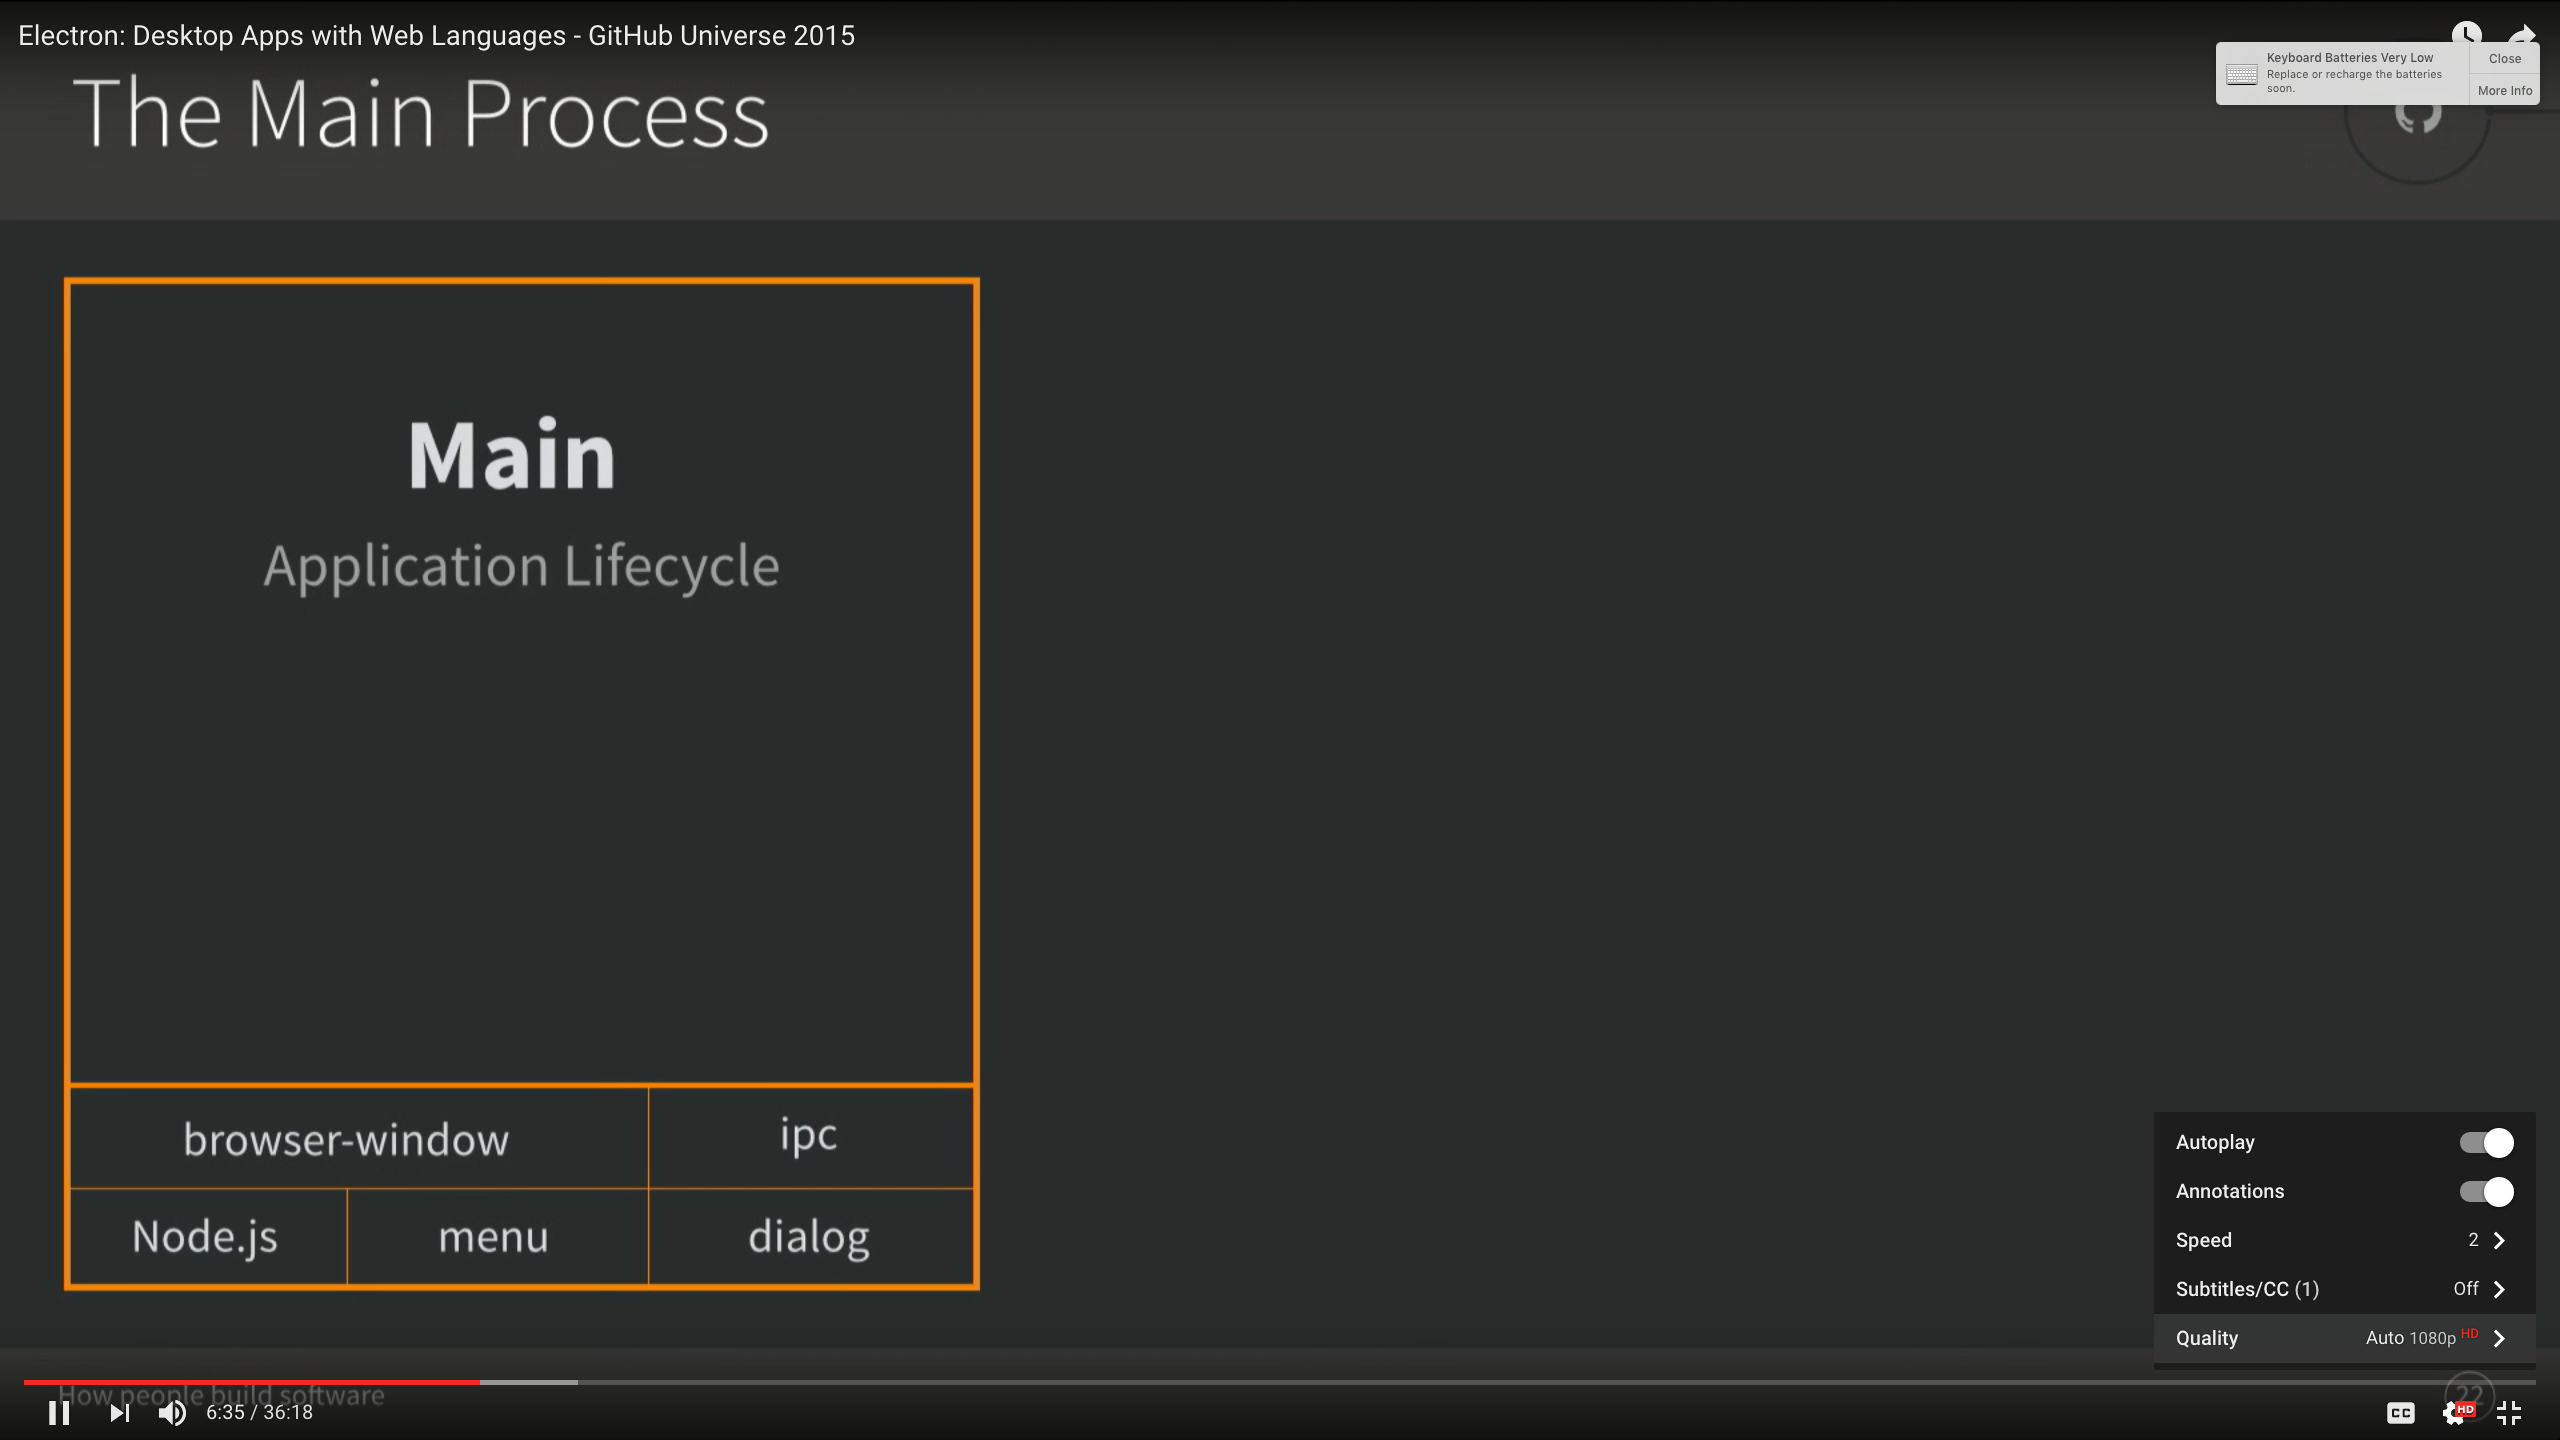 Electron: Desktop Apps with Web Languages - GitHub Universe 2015
Keyboard Batteries Very Low
Replace or recharge the batteries
soon.
Close
More Info
The Main Process
Main
Application Lifecycle
browser-window
ipc
Node.js
menu
dialog
Autoplay
Annotations
Speed 2
Subtitles/CC (1) Off
Quality Auto 1080p HD
How people build software
22
6:35 / 36:18
CC
HD